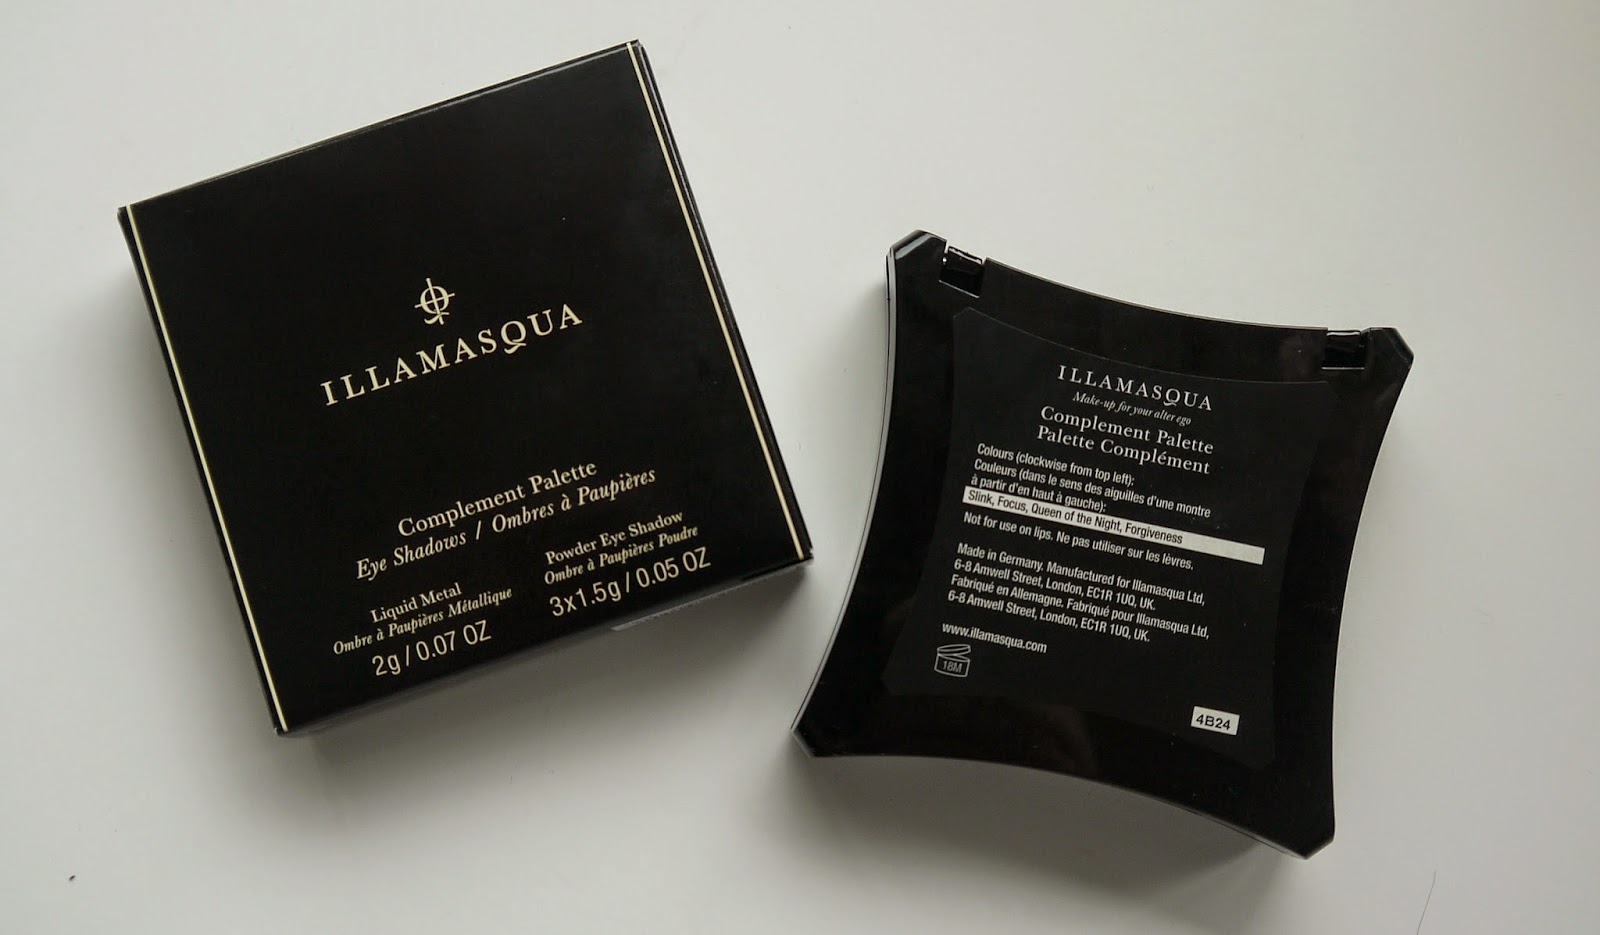 ILLAMASQUA
Complement Palette
Eye Shadows / Ombres à Paupières
Liquid Metal
Ombre à Paupières Métallique
2g / 0.07 OZ
Powder Eye Shadow
Ombre à Paupières Poudre
3x1.5g / 0.05 OZ
ILLAMASQUA
Make-up for your alter ego
Complement Palette
Palette Complément
Colours (clockwise from top left):
Couleurs (dans le sens des aiguilles d'une montre
à partir d'en haut à gauche):
Slink, Focus, Queen of the Night, Forgiveness
Not for use on lips. Ne pas utiliser sur les lèvres.
Made in Germany. Manufactured for Illamasqua Ltd,
6-8 Amwell Street, London, EC1R 1UQ, UK.
Fabriqué en Allemagne. Fabriqué pour Illamasqua Ltd,
6-8 Amwell Street, London, EC1R 1UQ, UK.
www.illamasqua.com
18M
4B24